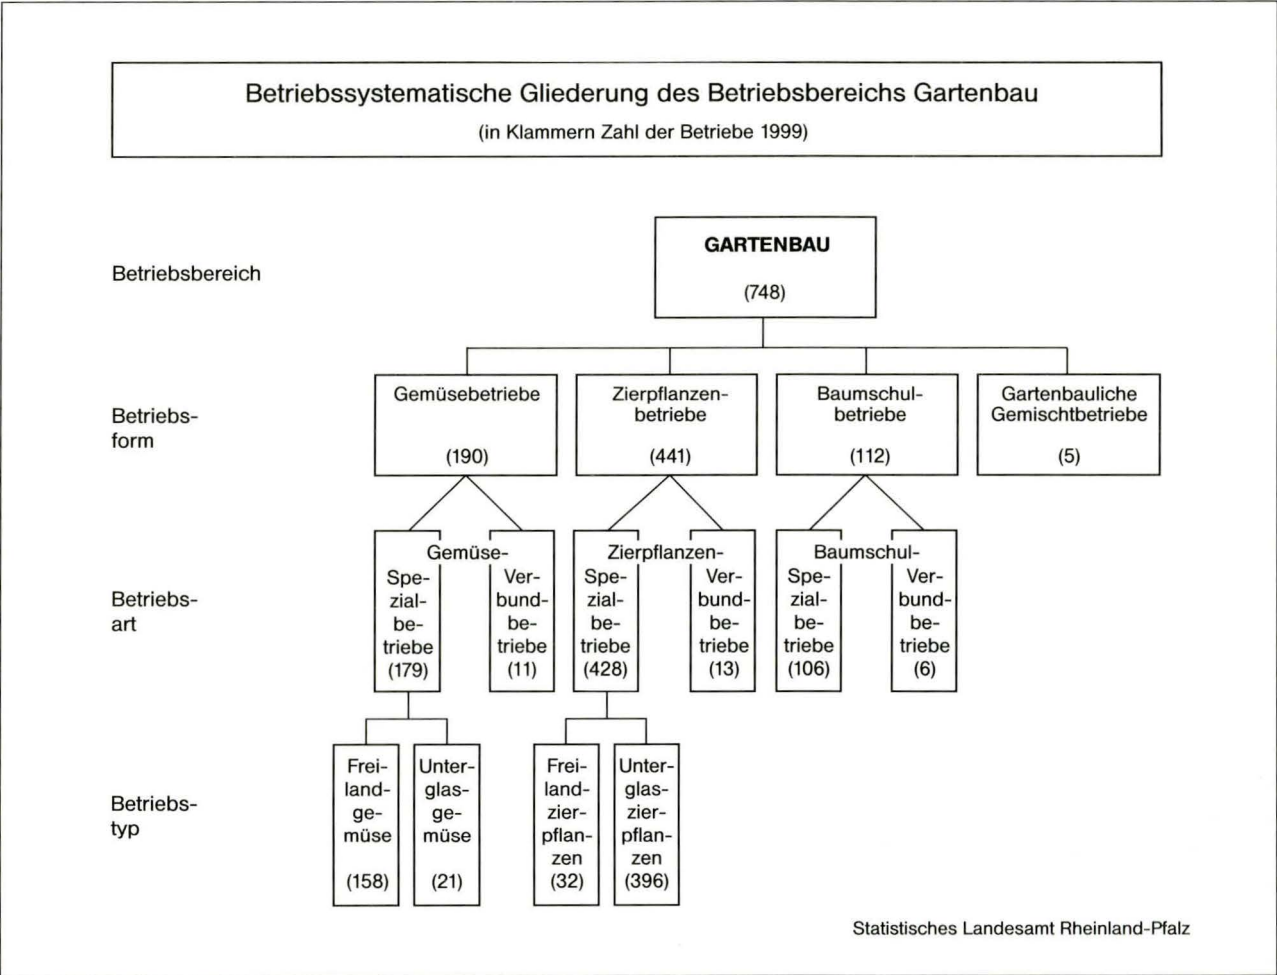 Betriebssystematische Gliederung des Betriebsbereichs Gartenbau
(in Klammern Zahl der Betriebe 1999)
Betriebsbereich
GARTENBAU
(748)
Betriebs-
form
Gemüsebetriebe
(190)
Zierpflanzen-
betriebe
(441)
Baumschul-
betriebe
(112)
Gartenbauliche
Gemischtbetriebe
(5)
Betriebs-
art
Gemüse-
Spe-
zial-
be-
triebe
(179)
Ver-
bund-
be-
triebe
(11)
Zierpflanzen-
Spe-
zial-
be-
triebe
(428)
Ver-
bund-
be-
triebe
(13)
Baumschul-
Spe-
zial-
be-
triebe
(106)
Ver-
bund-
be-
triebe
(6)
Betriebs-
typ
Frei-
land-
ge-
müse
(158)
Unter-
glas-
ge-
müse
(21)
Frei-
land-
zier-
pflan-
zen
(32)
Unter-
glas-
zier-
pflan-
zen
(396)
Statistisches Landesamt Rheinland-Pfalz